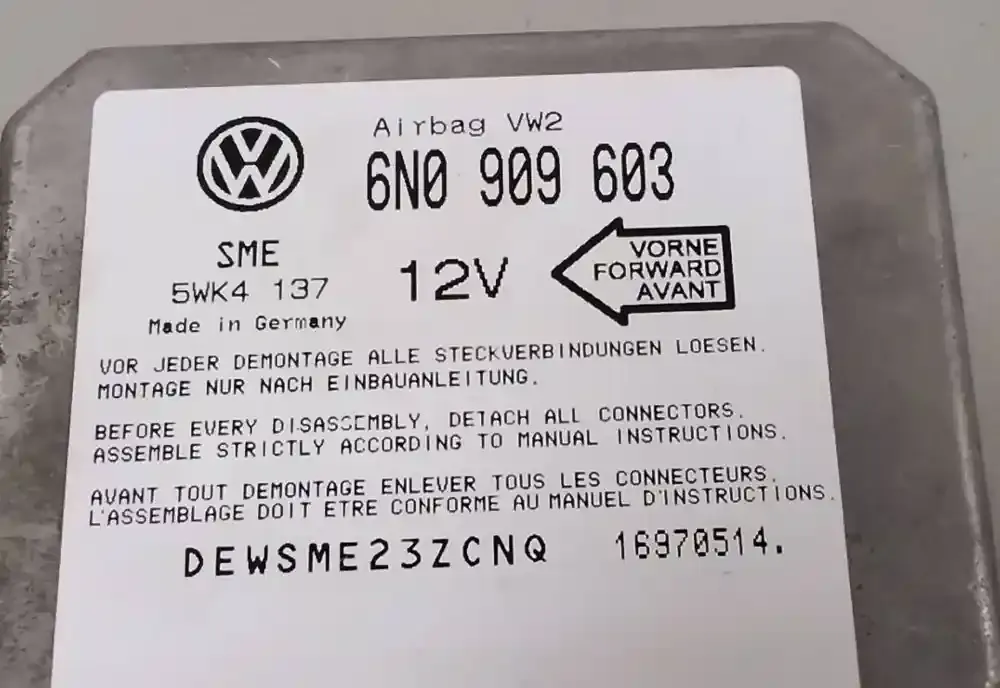 Airbag VW2
6N0 909 603
SME
5WK4 137
Made in Germany
12V
VORNE
FORWARD
AVANT
VOR JEDER DEMONTAGE ALLE STECKVERBINDUNGEN LOESEN.
MONTAGE NUR NACH EINBAUANLEITUNG.
BEFORE EVERY DISASSEMBLY, DETACH ALL CONNECTORS.
ASSEMBLE STRICTLY ACCORDING TO MANUAL INSTRUCTIONS.
AVANT TOUT DEMONTAGE ENLEVER TOUS LES CONNECTEURS.
L'ASSEMBLAGE DOIT ETRE CONFORME AU MANUEL D'INSTRUCTIONS.
DEWSME23ZCNQ 16970514.